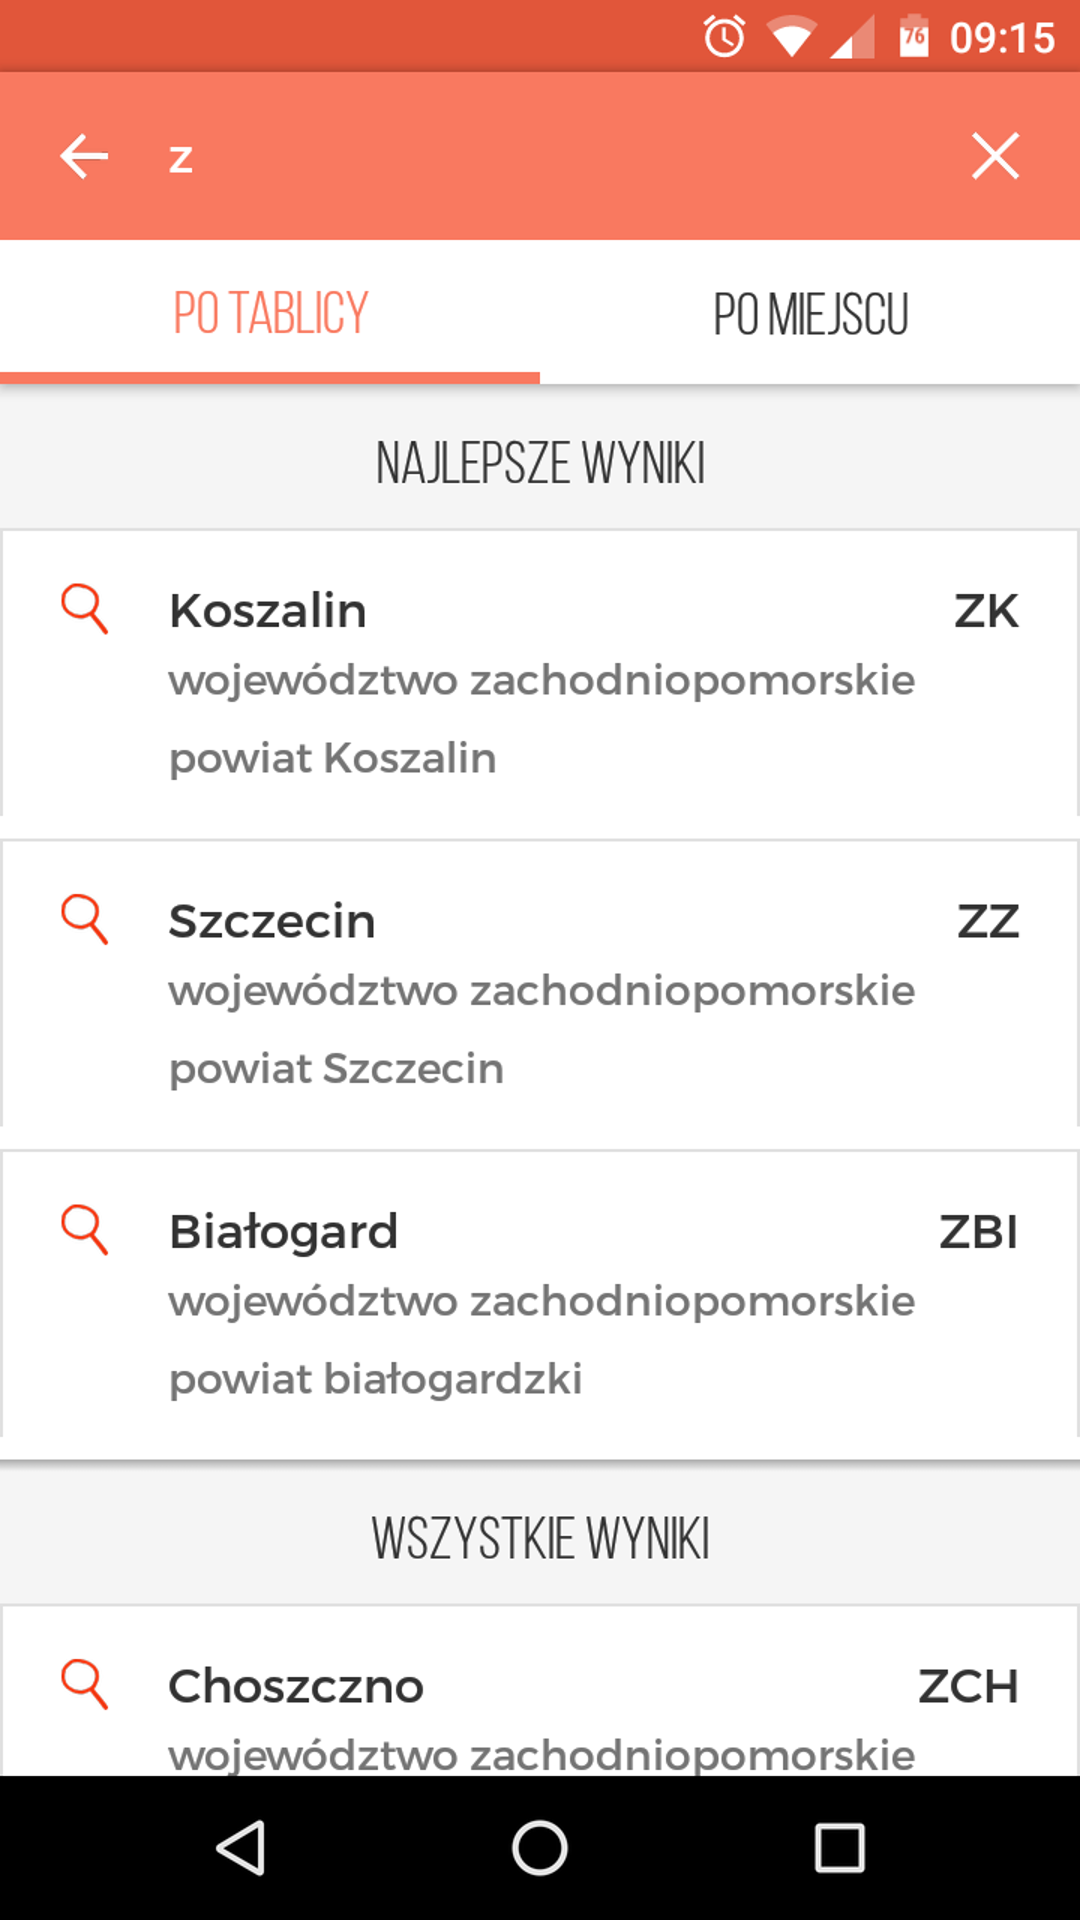 76 09:15
z
PO TABLICY PO MIEJSCU
NAJLEPSZE WYNIKI
Koszalin ZK
województwo zachodniopomorskie
powiat Koszalin
Szczecin ZZ
województwo zachodniopomorskie
powiat Szczecin
Białogard ZBI
województwo zachodniopomorskie
powiat białogardzki
WSZYSTKIE WYNIKI
Choszczno ZCH
województwo zachodniopomorskie